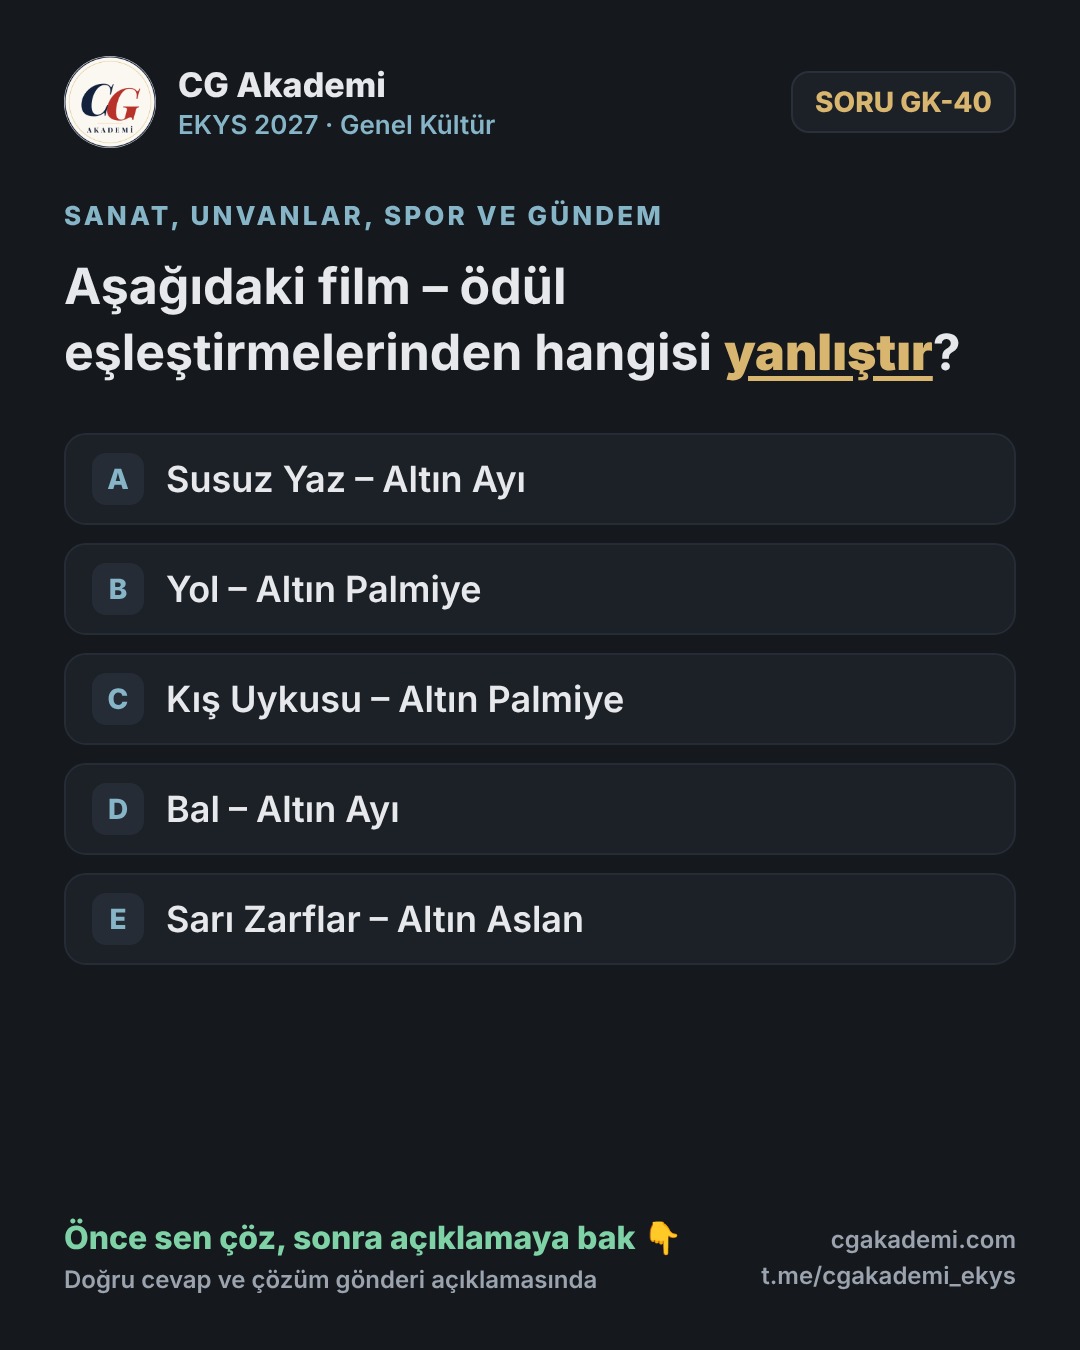 CG
AKADEMİ
CG Akademi
EKYS 2027 · Genel Kültür
SORU GK-40
SANAT, UNVANLAR, SPOR VE GÜNDEM
Aşağıdaki film – ödül
eşleştirmelerinden hangisi yanlıştır?
A Susuz Yaz – Altın Ayı
B Yol – Altın Palmiye
C Kış Uykusu – Altın Palmiye
D Bal – Altın Ayı
E Sarı Zarflar – Altın Aslan
Önce sen çöz, sonra açıklamaya bak 👇
Doğru cevap ve çözüm gönderi açıklamasında
cgakademi.com
t.me/cgakademi_ekys